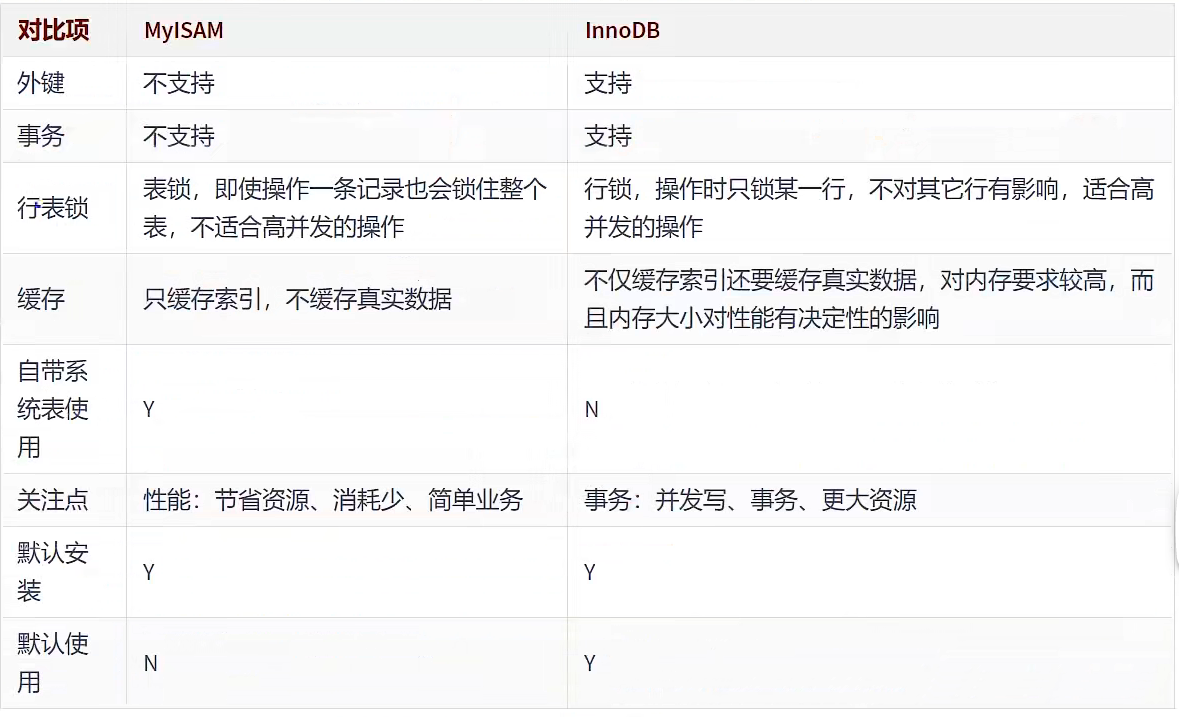 对比项 MyISAM InnoDB
外键 不支持 支持
事务 不支持 支持
行表锁 表锁，即使操作一条记录也会锁住整个 行锁，操作时只锁某一行，不对其它行有影响，适合高
表，不适合高并发的操作 并发的操作
缓存 只缓存索引，不缓存真实数据 不仅缓存索引还要缓存真实数据，对内存要求较高，而
且内存大小对性能有决定性的影响
自带系
统表使 Y N
用
关注点 性能：节省资源、消耗少、简单业务 事务：并发写、事务、更大资源
默认安 Y Y
装
默认使 N Y
用